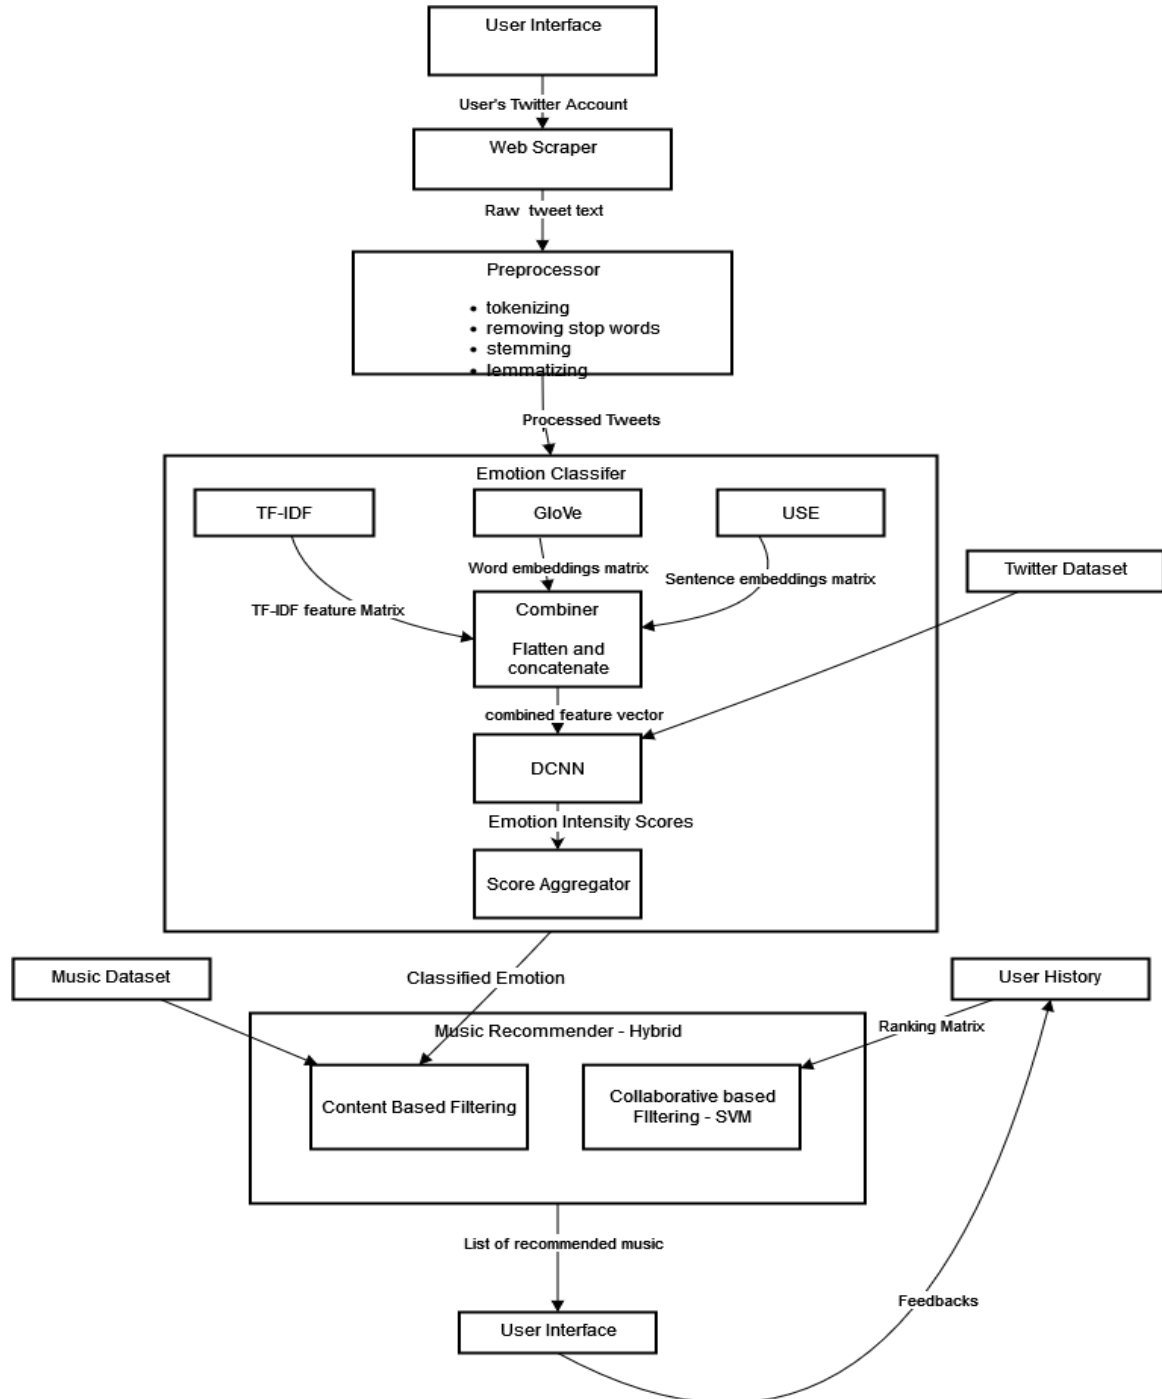 User Interface
User's Twitter Account
Web Scraper
Raw tweet text
Preprocessor
• tokenizing
• removing stop words
• stemming
• lemmatizing
Processed Tweets
Emotion Classifer
TF-IDF
GloVe
USE
Word embeddings matrix
Sentence embeddings matrix
Twitter Dataset
TF-IDF feature Matrix
Combiner
Flatten and
concatenate
combined feature vector
DCNN
Emotion Intensity Scores
Score Aggregator
Music Dataset
Classified Emotion
User History
Ranking Matrix
Music Recommender - Hybrid
Content Based Filtering
Collaborative based
FIltering - SVM
List of recommended music
Feedbacks
User Interface